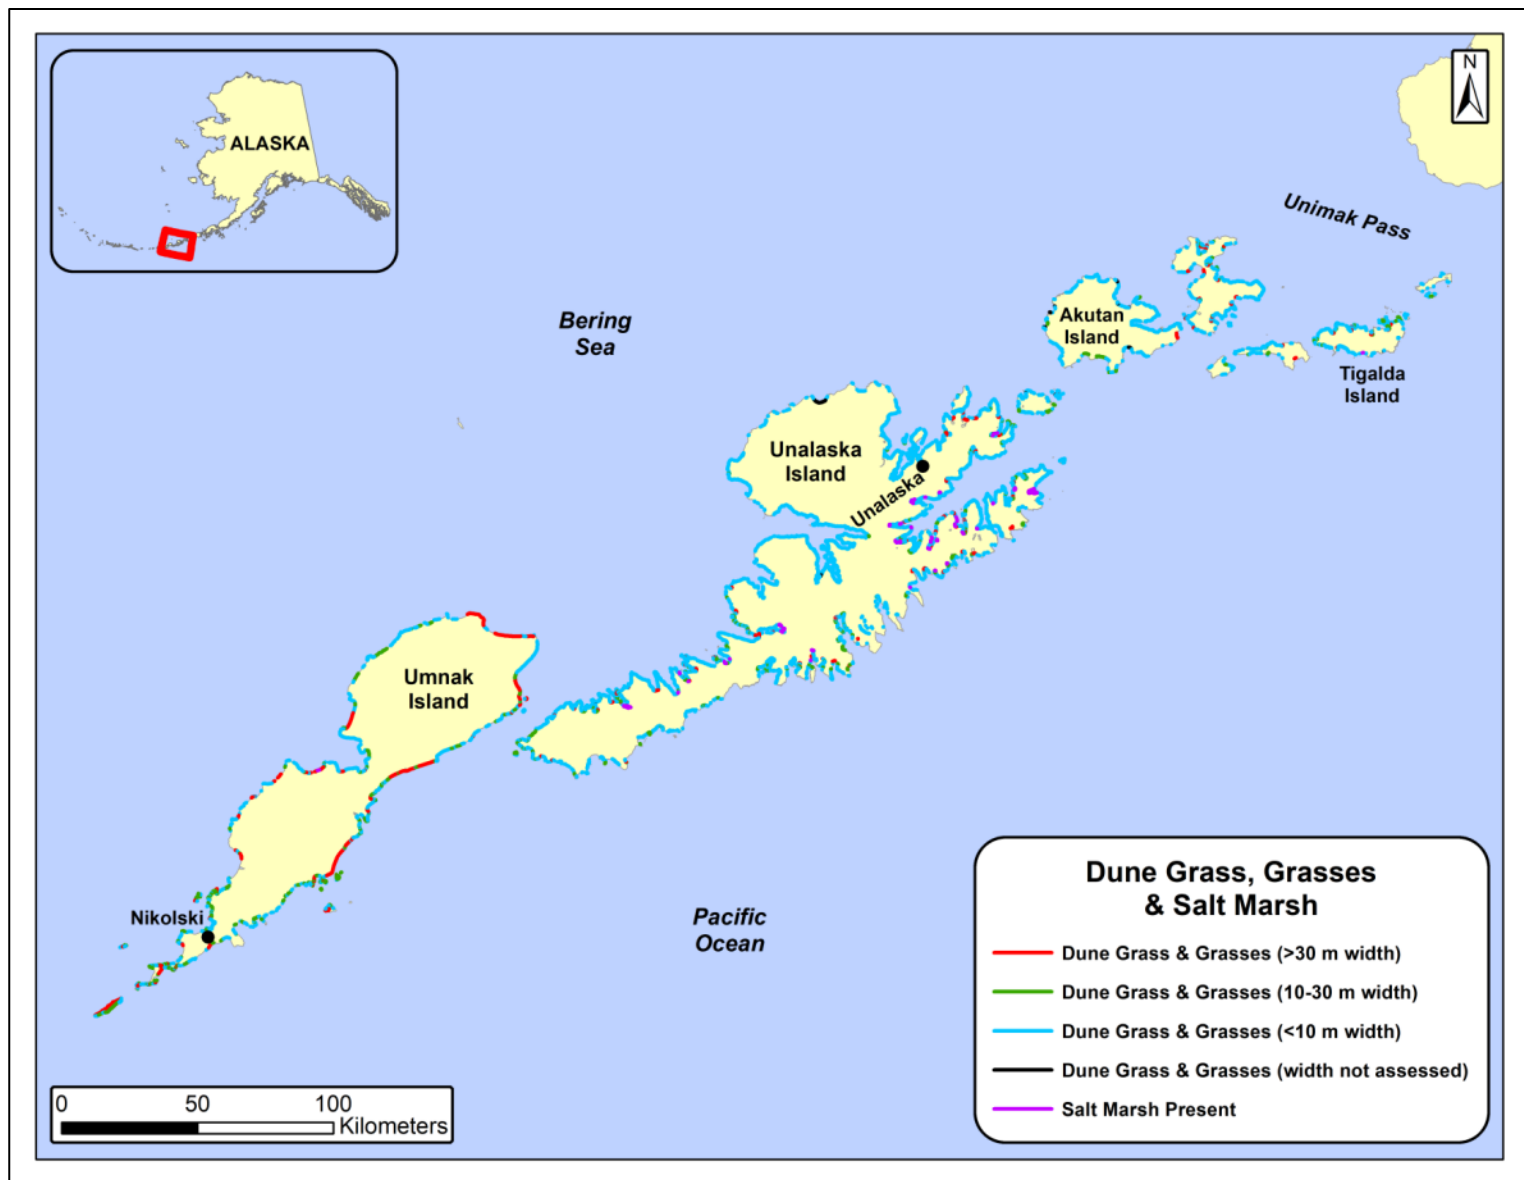 ALASKA
N
Unimak Pass
Bering
Sea
Akutan
Island
Tigalda
Island
Unalaska
Island
Unalaska
Umnak
Island
Nikolski
Pacific
Ocean
Dune Grass, Grasses
& Salt Marsh
Dune Grass & Grasses (>30 m width)
Dune Grass & Grasses (10-30 m width)
Dune Grass & Grasses (<10 m width)
Dune Grass & Grasses (width not assessed)
Salt Marsh Present
0 50 100
Kilometers